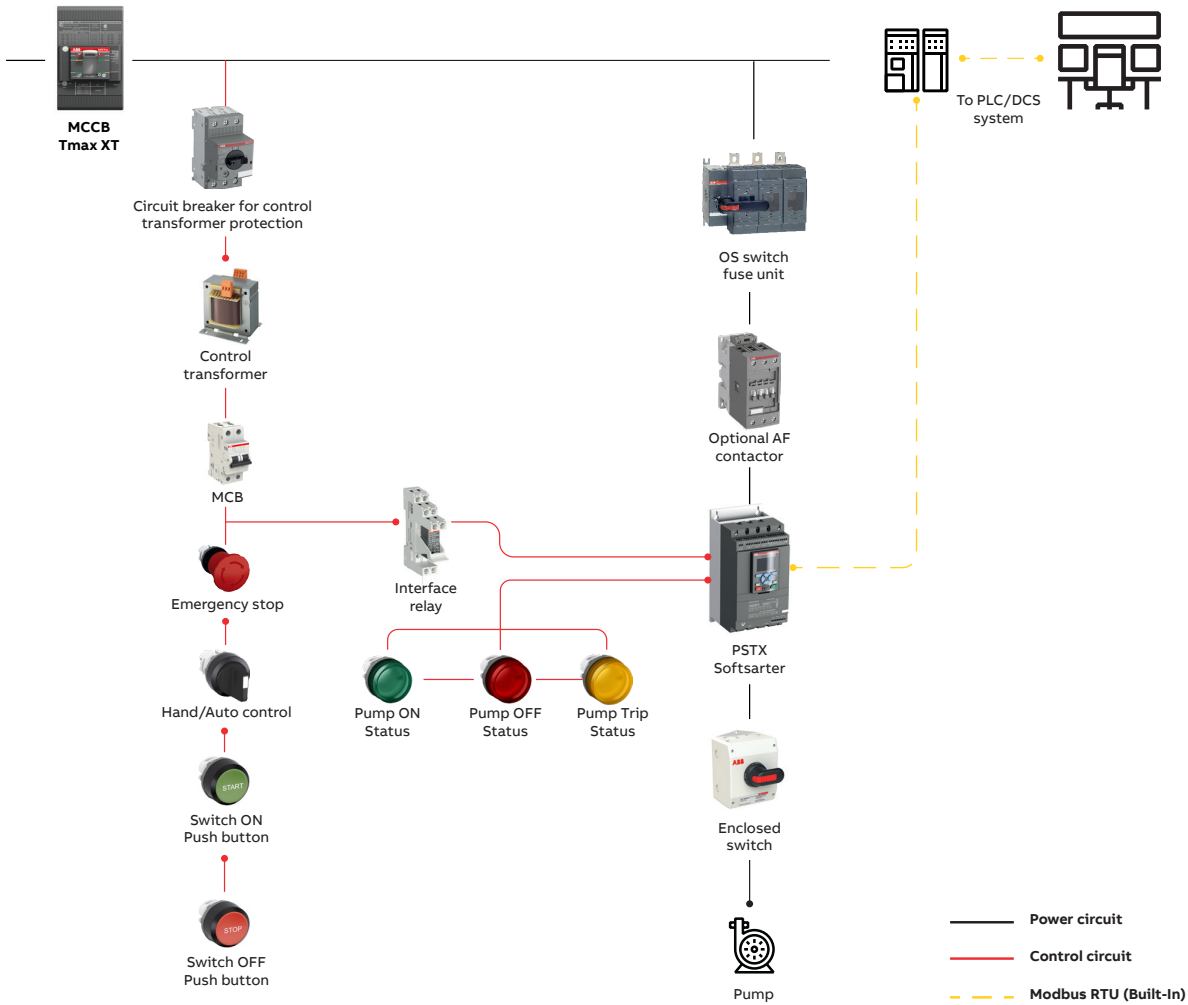 MCCB
Tmax XT
To PLC/DCS
system
Circuit breaker for control
transformer protection
OS switch
fuse unit
Control
transformer
Optional AF
contactor
MCB
Interface
relay
Emergency stop
PSTX
Softsarter
Hand/Auto control
Pump ON
Status
Pump OFF
Status
Pump Trip
Status
START
Switch ON
Push button
ABB
Enclosed
switch
STOP
Switch OFF
Push button
Pump
Power circuit
Control circuit
Modbus RTU (Built-In)